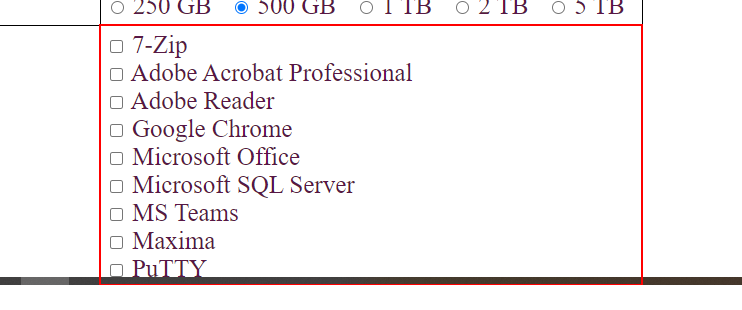 250 GB 500 GB 1 TB 2 TB 5 TB
7-Zip
Adobe Acrobat Professional
Adobe Reader
Google Chrome
Microsoft Office
Microsoft SQL Server
MS Teams
Maxima
PuTTY